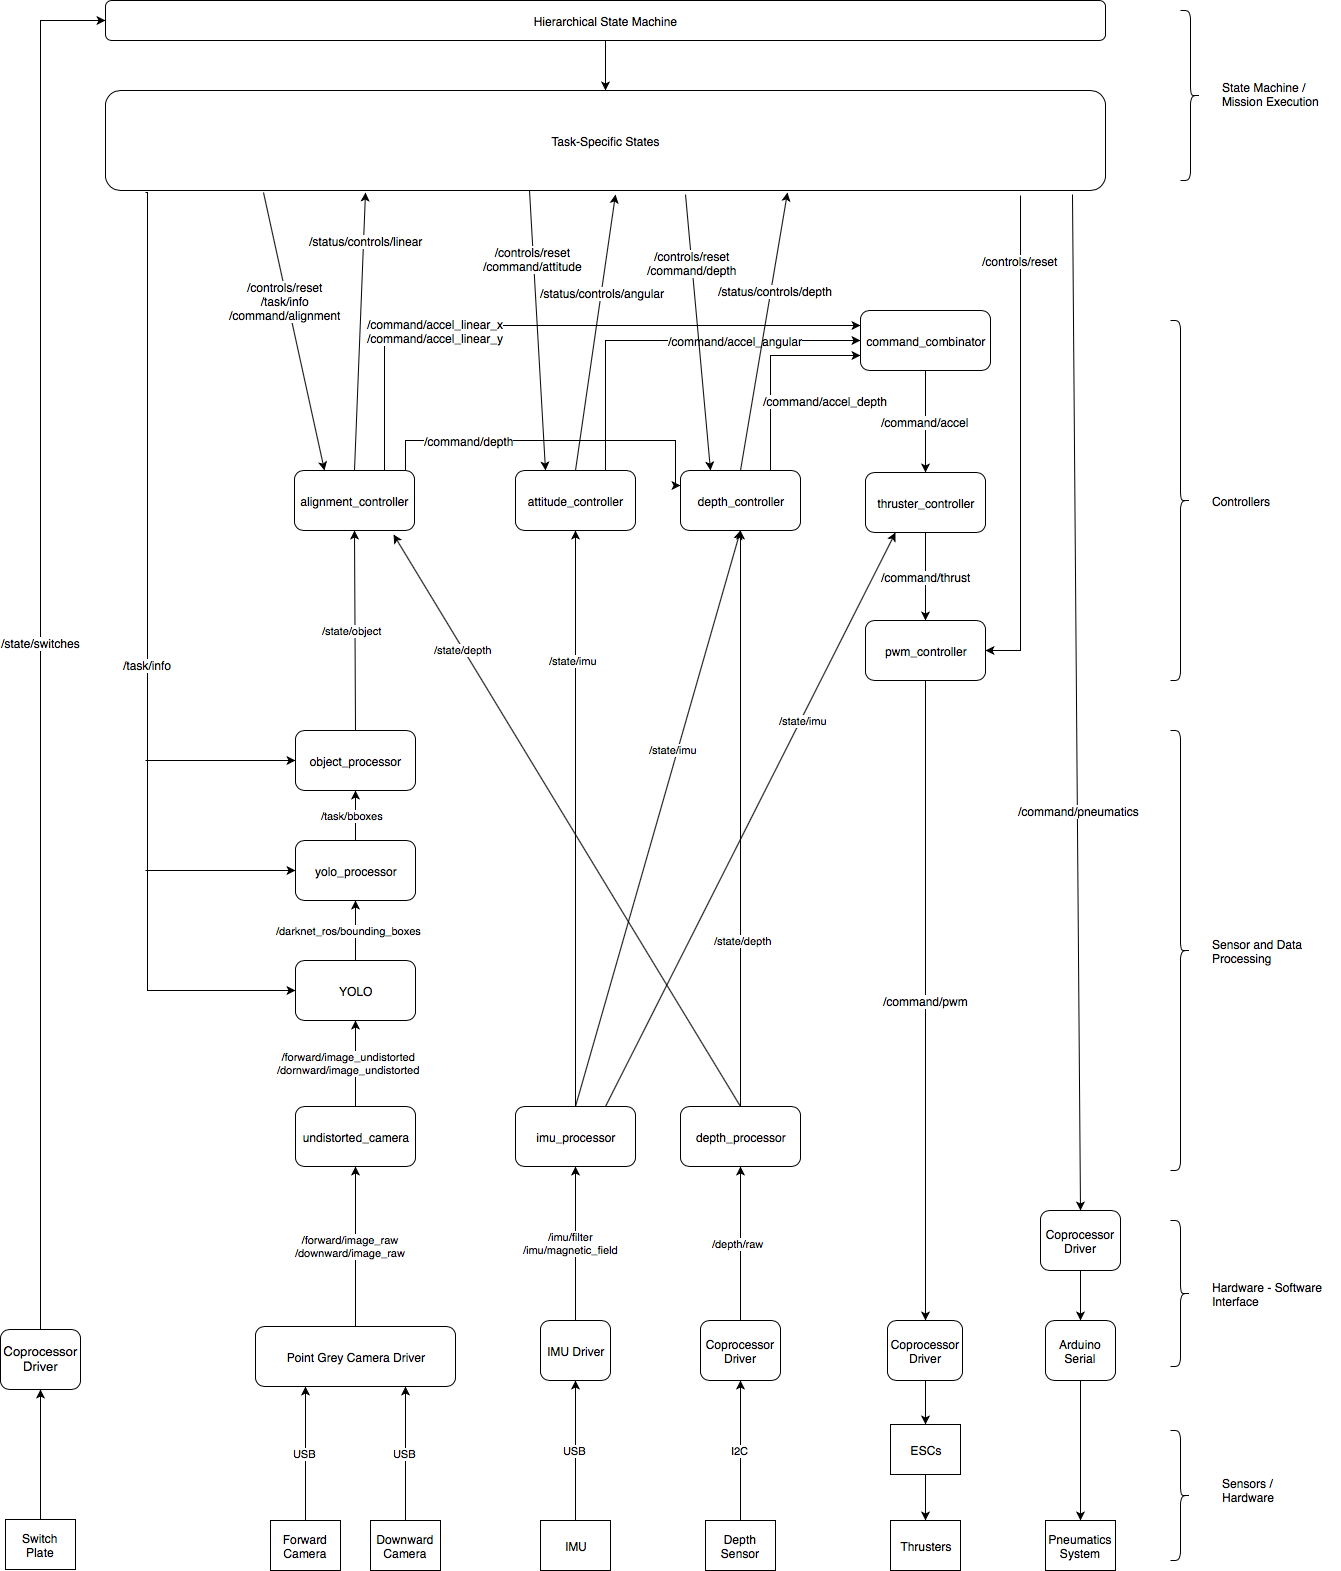 Hierarchical State Machine
State Machine /
Mission Execution
Task-Specific States
/status/controls/linear
/controls/reset
/command/attitude
/controls/reset
/command/depth
/controls/reset
/controls/reset
/task/info
/command/alignment
/status/controls/angular
/status/controls/depth
/command/accel_linear_x
/command/accel_linear_y
/command/accel_angular
command_combinator
/command/accel_depth
/command/accel
/command/depth
alignment_controller
attitude_controller
depth_controller
thruster_controller
Controllers
/command/thrust
/state/object
/state/switches
/task/info
/state/depth
/state/imu
pwm_controller
/state/imu
/state/imu
object_processor
/task/bboxes
/command/pneumatics
yolo_processor
/darknet_ros/bounding_boxes
/state/depth
Sensor and Data
Processing
YOLO
/command/pwm
/forward/image_undistorted
/dornward/image_undistorted
undistorted_camera
imu_processor
depth_processor
/forward/image_raw
/downward/image_raw
/imu/filter
/imu/magnetic_field
/depth/raw
Coprocessor
Driver
Hardware - Software
Interface
Coprocessor
Driver
Point Grey Camera Driver
IMU Driver
Coprocessor
Driver
Coprocessor
Driver
Arduino
Serial
USB
USB
USB
I2C
ESCs
Sensors /
Hardware
Switch
Plate
Forward
Camera
Downward
Camera
IMU
Depth
Sensor
Thrusters
Pneumatics
System